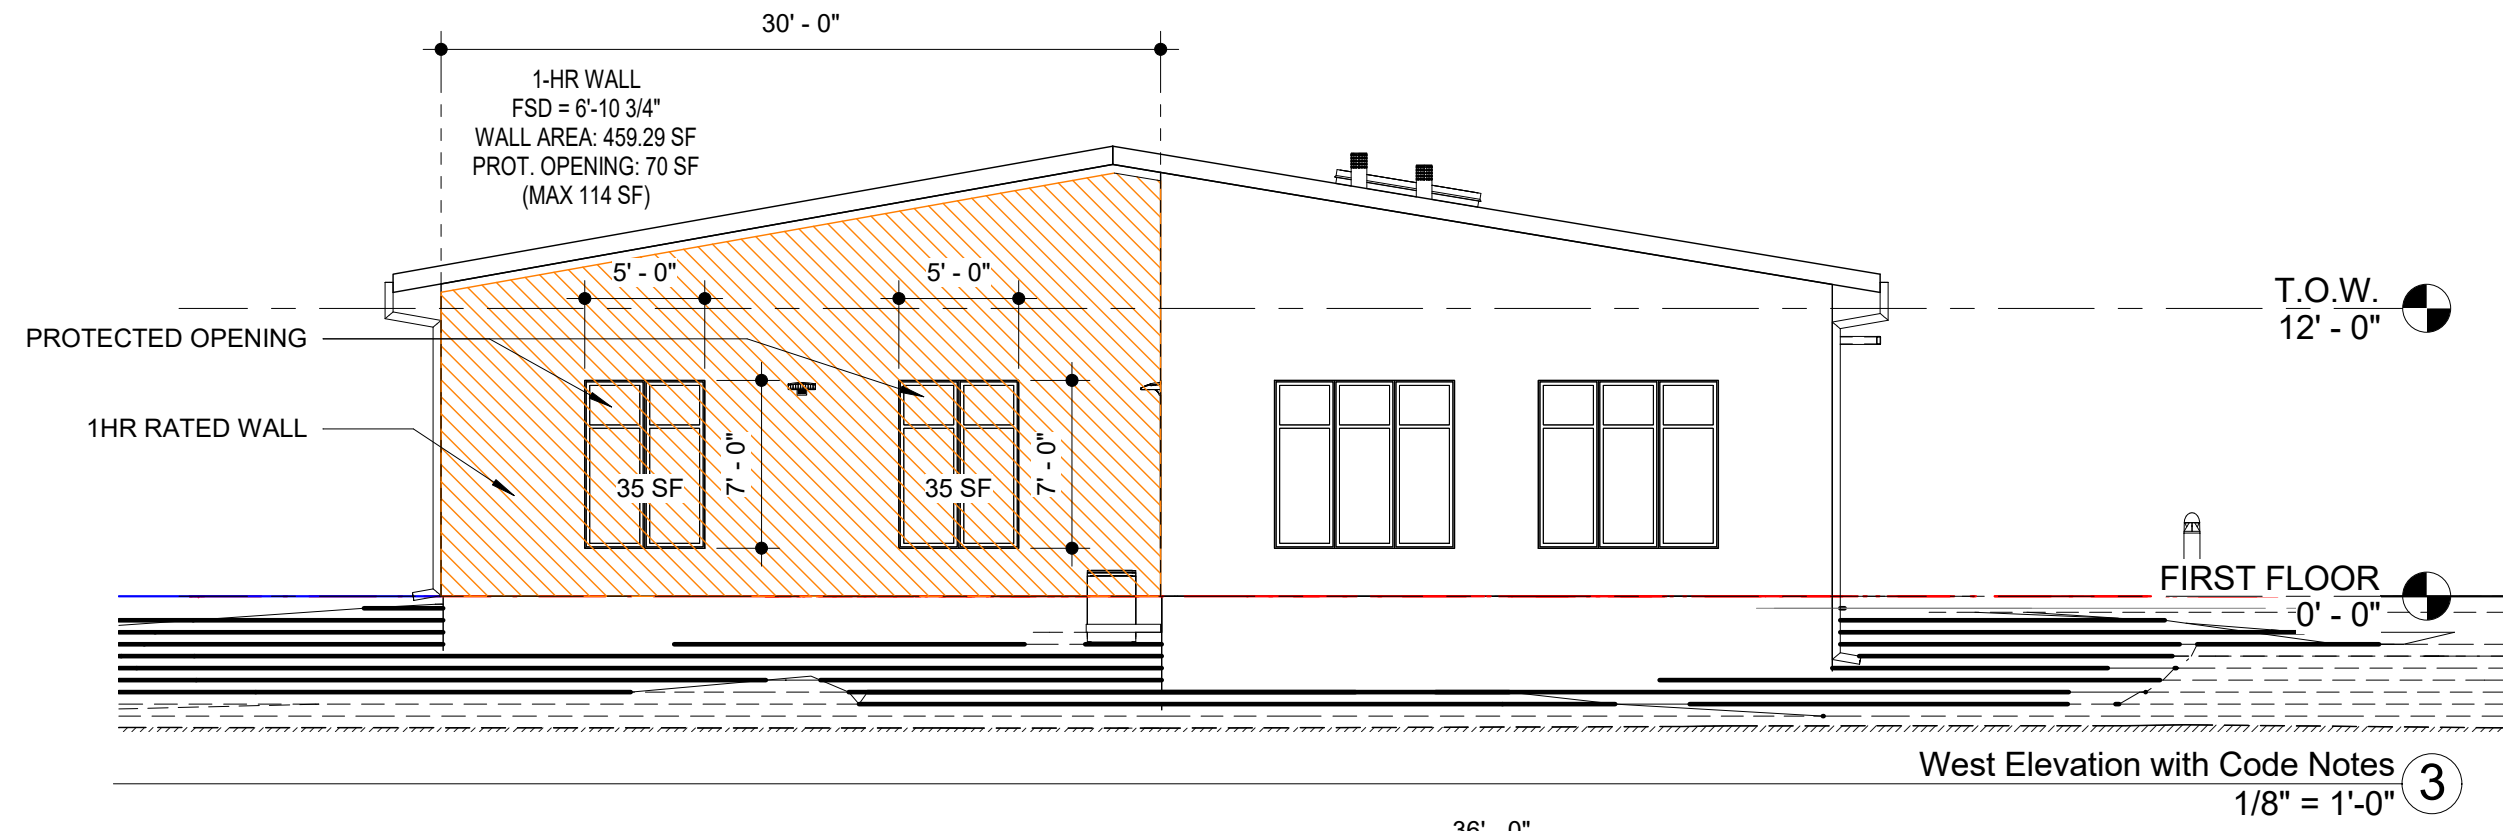 30' - 0"
1-HR WALL
FSD = 6'-10 3/4"
WALL AREA: 459.29 SF
PROT. OPENING: 70 SF
(MAX 114 SF)
5' - 0"
5' - 0"
T.O.W.
12' - 0"
PROTECTED OPENING
1HR RATED WALL
7' - 0"
7' - 0"
35 SF
35 SF
FIRST FLOOR
0' - 0"
West Elevation with Code Notes
3
1/8" = 1'-0"
36' - 0"